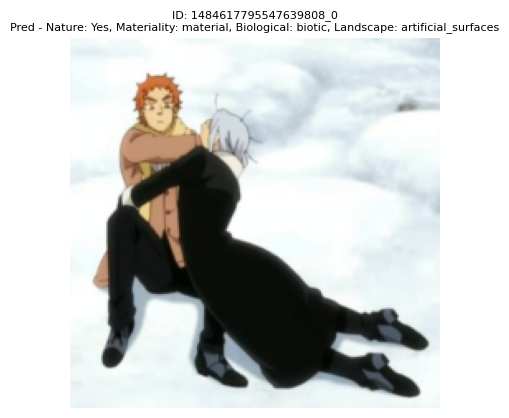 ID: 1484617795547639808_0
Pred - Nature: Yes, Materiality: material, Biological: biotic, Landscape: artificial_surfaces